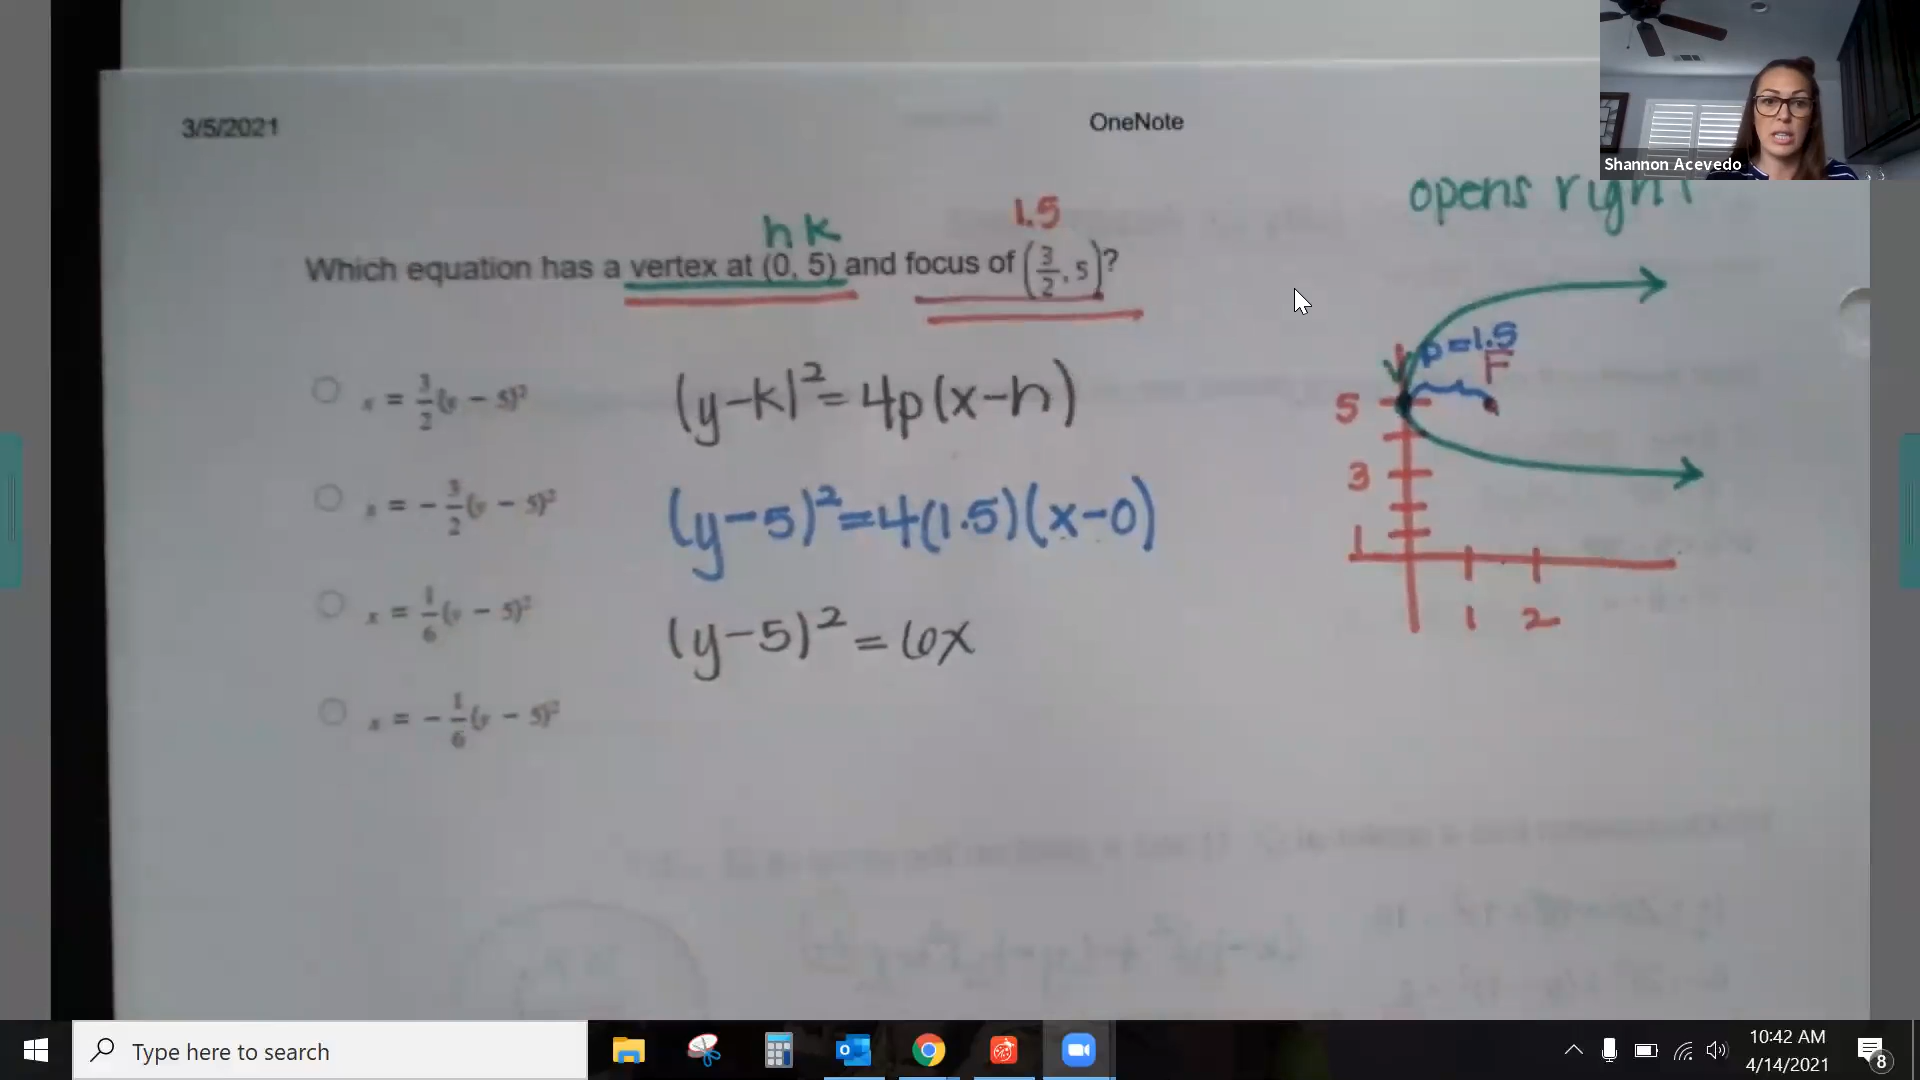 3/5/2021
OneNote
Shannon Acevedo
opens right
h k
1.5
Which equation has a vertex at (0, 5) and focus of (3/2, 5)?
x = 3/2(y − 5)²
x = −3/2(y − 5)²
x = 1/6(y − 5)²
x = −1/6(y − 5)²
(y−k)² = 4p(x−h)
(y−5)² = 4(1.5)(x−0)
(y−5)² = 6x
V
p=1.5
F
5
3
1
1 2
Type here to search
10:42 AM
4/14/2021
8